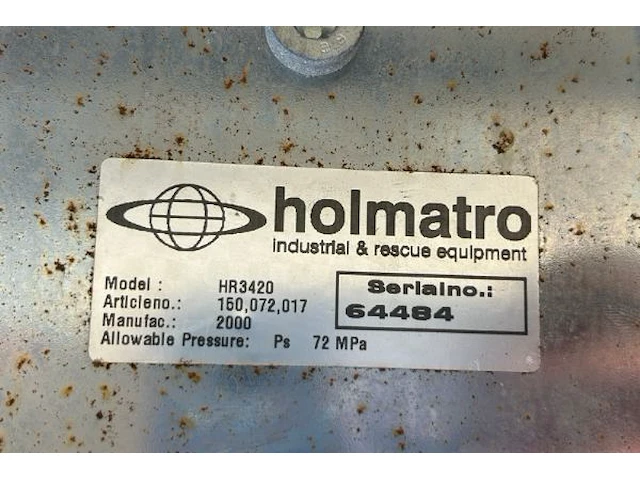 holmatro
industrial & rescue equipment
Model : HR3420
Articleno.: 150,072,017
Manufac.: 2000
Allowable Pressure: Ps 72 MPa
Serialno.:
64484